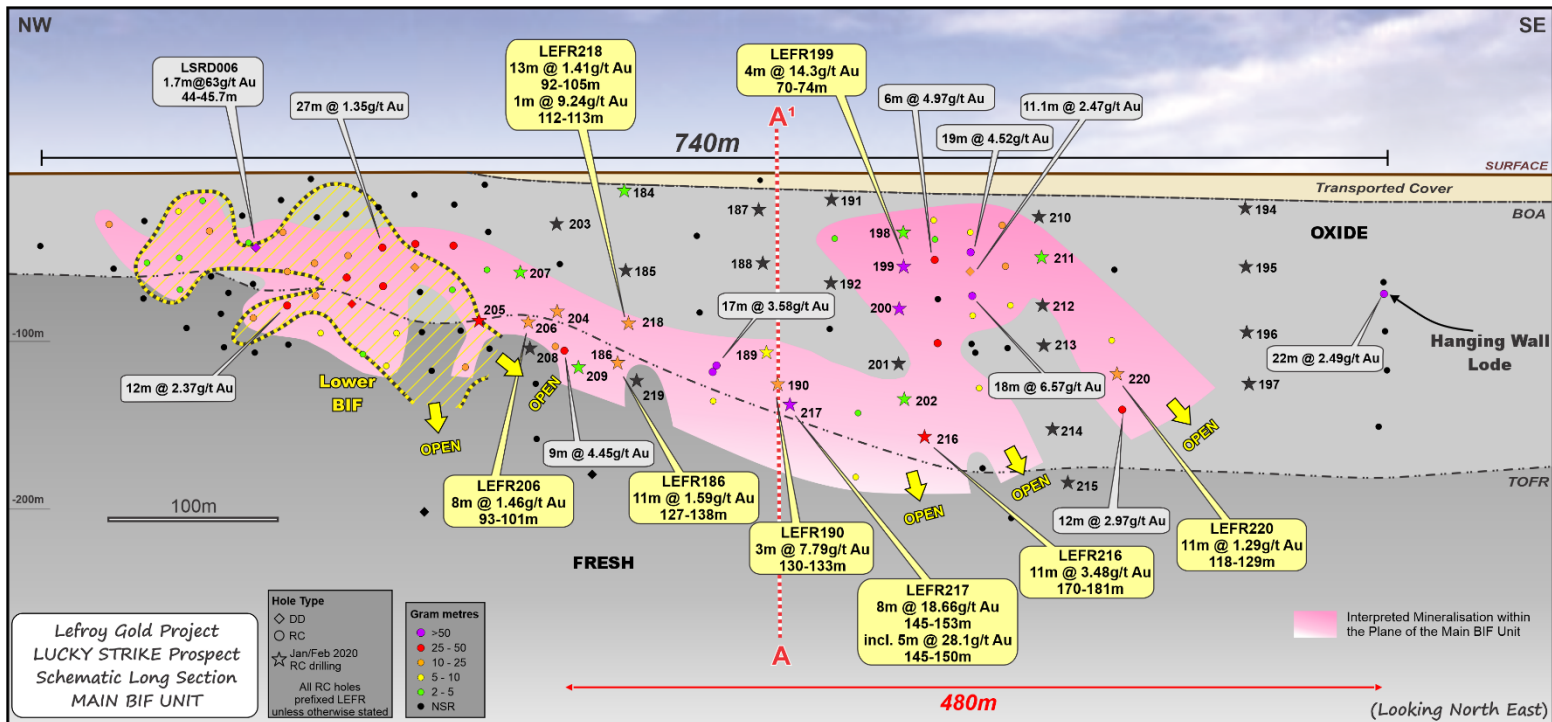 NW
SE
LSRD006
1.7m@63g/t Au
44-45.7m
27m @ 1.35g/t Au
LEFR218
13m @ 1.41g/t Au
92-105m
1m @ 9.24g/t Au
112-113m
LEFR199
4m @ 14.3g/t Au
70-74m
6m @ 4.97g/t Au
11.1m @ 2.47g/t Au
19m @ 4.52g/t Au
A¹
740m
SURFACE
Transported Cover
BOA
OXIDE
184
203
187
191
210
194
198
207
185
188
199
211
195
192
200
212
204
205
206
218
17m @ 3.58g/t Au
196
213
208
186
189
201
22m @ 2.49g/t Au
Hanging Wall
Lode
209
219
190
220
197
18m @ 6.57g/t Au
-100m
12m @ 2.37g/t Au
Lower
BIF
OPEN
OPEN
217
202
216
214
OPEN
9m @ 4.45g/t Au
OPEN
OPEN
215
TOFR
-200m
100m
LEFR206
8m @ 1.46g/t Au
93-101m
LEFR186
11m @ 1.59g/t Au
127-138m
12m @ 2.97g/t Au
LEFR220
11m @ 1.29g/t Au
118-129m
FRESH
LEFR190
3m @ 7.79g/t Au
130-133m
LEFR216
11m @ 3.48g/t Au
170-181m
LEFR217
8m @ 18.66g/t Au
145-153m
incl. 5m @ 28.1g/t Au
145-150m
A
Lefroy Gold Project
LUCKY STRIKE Prospect
Schematic Long Section
MAIN BIF UNIT
Hole Type
DD
RC
Jan/Feb 2020
RC drilling
All RC holes
prefixed LEFR
unless otherwise stated
Gram metres
>50
25 - 50
10 - 25
5 - 10
2 - 5
NSR
Interpreted Mineralisation within
the Plane of the Main BIF Unit
480m
(Looking North East)